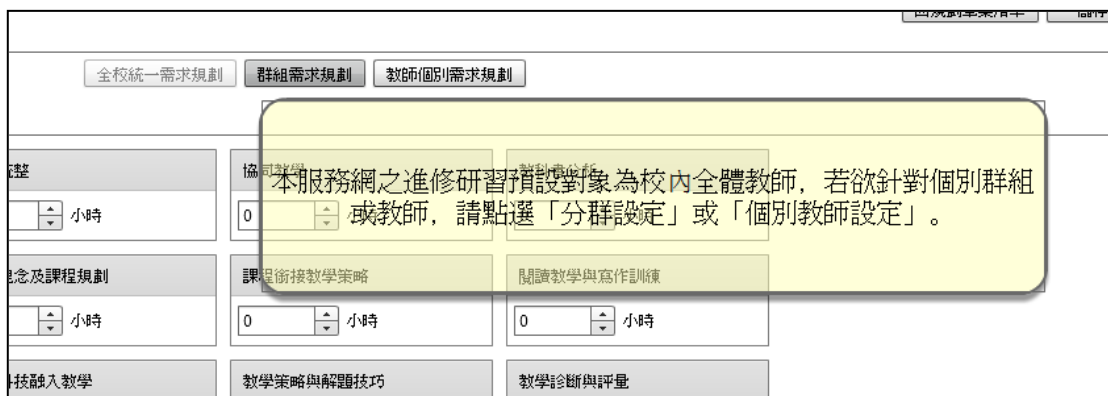 全校統一需求規劃 群組需求規劃 教師個別需求規劃
本服務網之進修研習預設對象為校內全體教師，若欲針對個別群組
或教師，請點選「分群設定」或「個別教師設定」。
整 協同教學
小時 0
念及課程規劃 課程銜接教學策略 閱讀教學與寫作訓練
小時 0 小時 0 小時
技融入教學 教學策略與解題技巧 教學診斷與評量